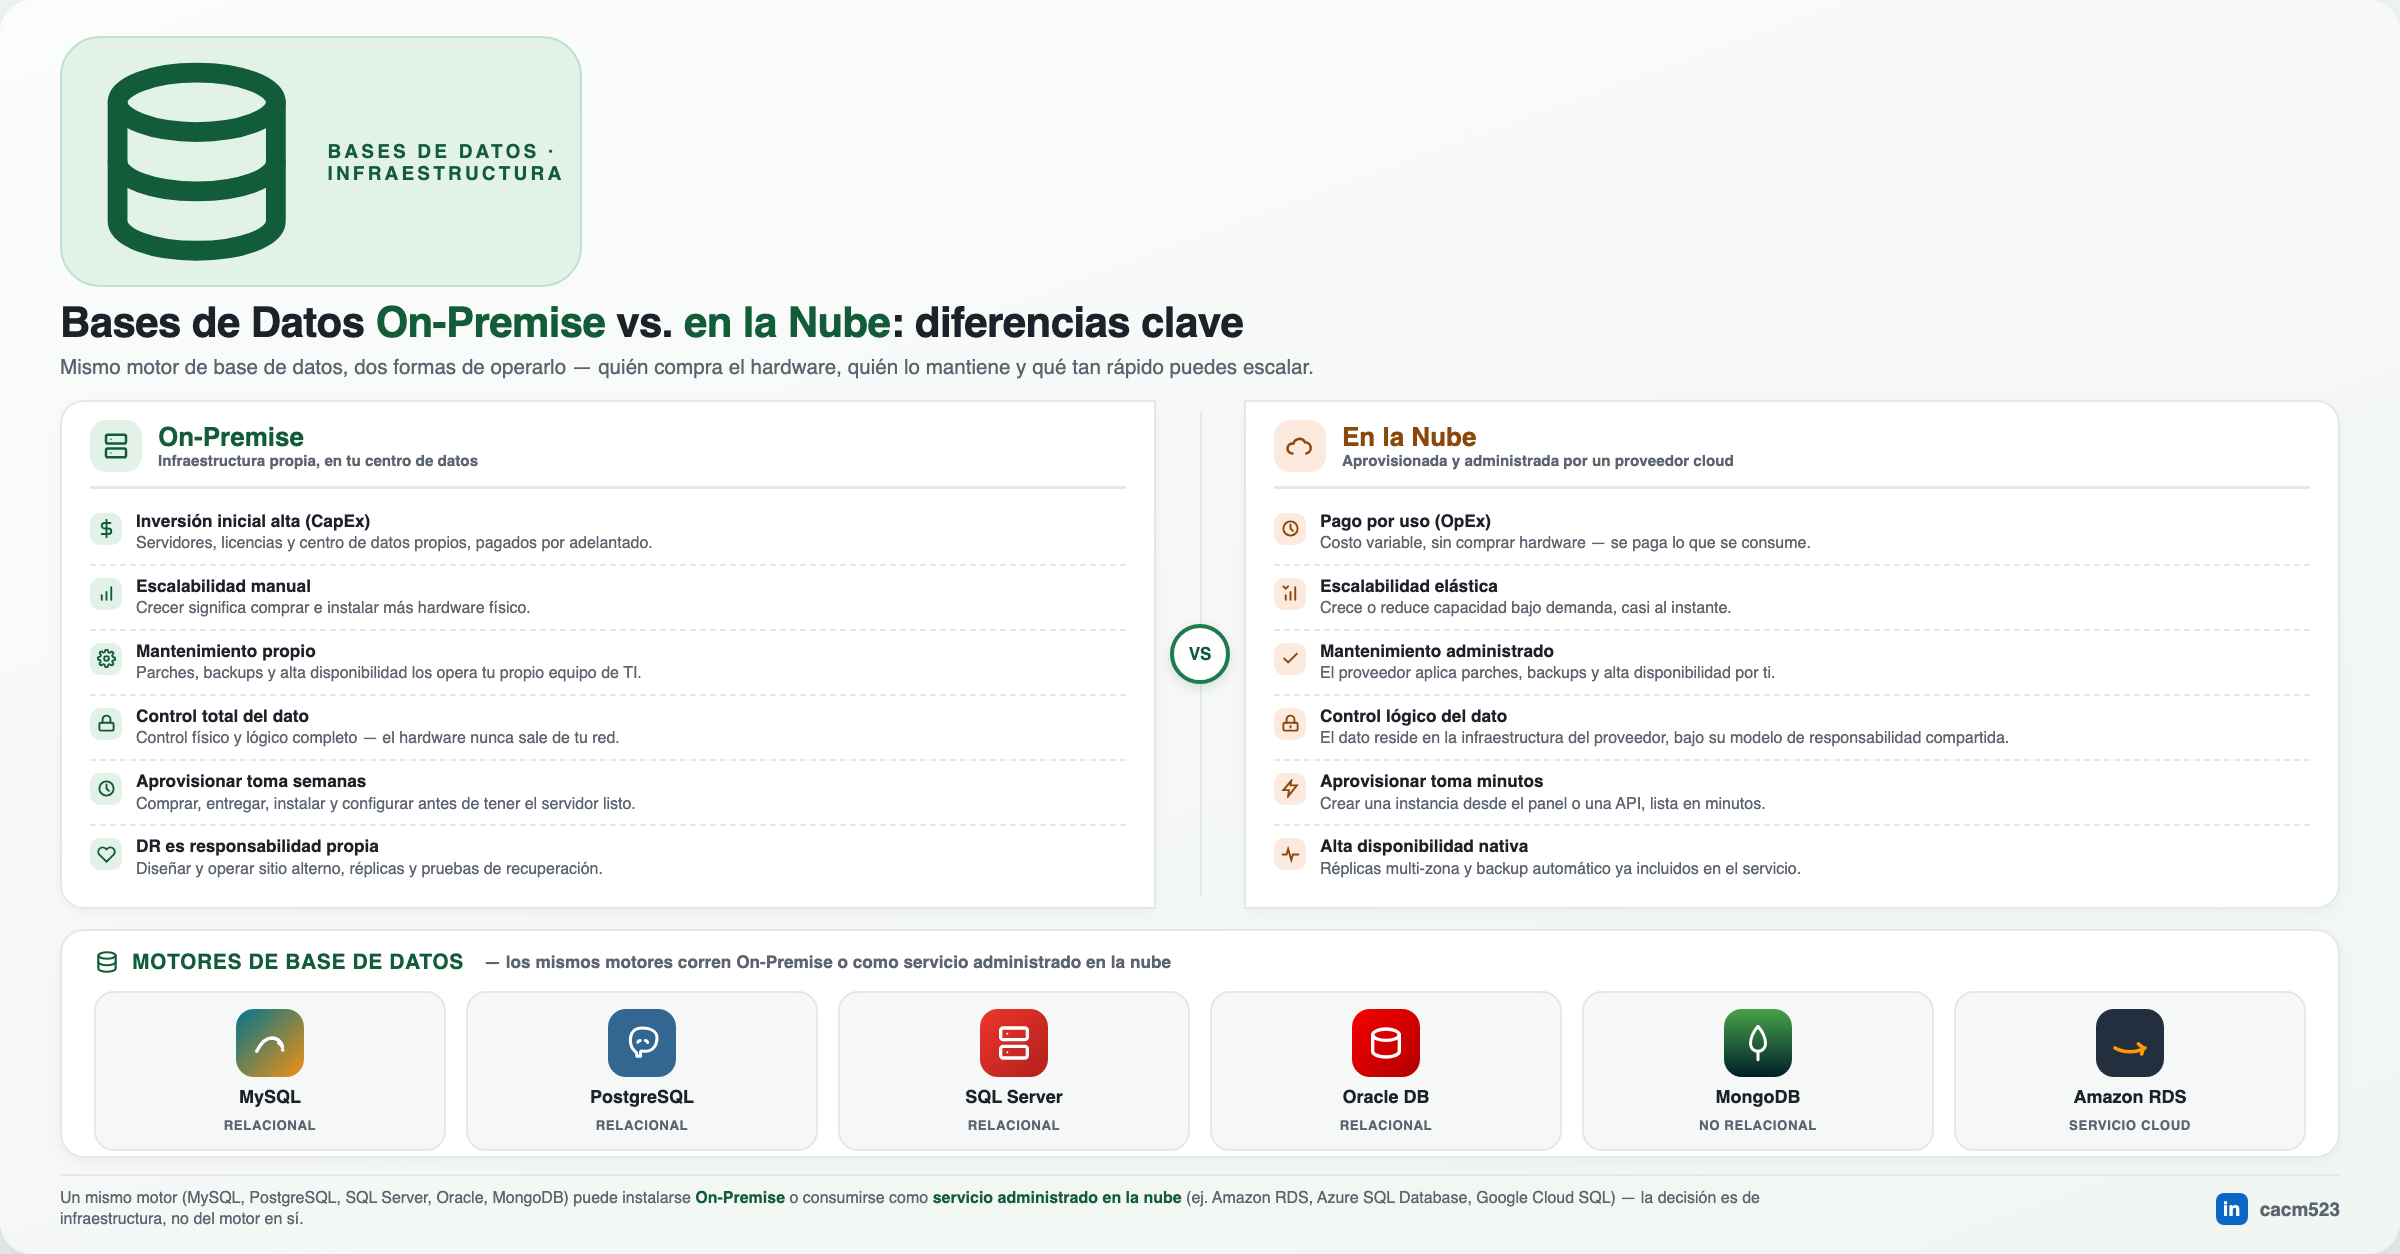 BASES DE DATOS ·
INFRAESTRUCTURA
Bases de Datos On-Premise vs. en la Nube: diferencias clave
Mismo motor de base de datos, dos formas de operarlo — quién compra el hardware, quién lo mantiene y qué tan rápido puedes escalar.
On-Premise
Infraestructura propia, en tu centro de datos
Inversión inicial alta (CapEx)
Servidores, licencias y centro de datos propios, pagados por adelantado.
Escalabilidad manual
Crecer significa comprar e instalar más hardware físico.
Mantenimiento propio
Parches, backups y alta disponibilidad los opera tu propio equipo de TI.
Control total del dato
Control físico y lógico completo — el hardware nunca sale de tu red.
Aprovisionar toma semanas
Comprar, entregar, instalar y configurar antes de tener el servidor listo.
DR es responsabilidad propia
Diseñar y operar sitio alterno, réplicas y pruebas de recuperación.
VS
En la Nube
Aprovisionada y administrada por un proveedor cloud
Pago por uso (OpEx)
Costo variable, sin comprar hardware — se paga lo que se consume.
Escalabilidad elástica
Crece o reduce capacidad bajo demanda, casi al instante.
Mantenimiento administrado
El proveedor aplica parches, backups y alta disponibilidad por ti.
Control lógico del dato
El dato reside en la infraestructura del proveedor, bajo su modelo de responsabilidad compartida.
Aprovisionar toma minutos
Crear una instancia desde el panel o una API, lista en minutos.
Alta disponibilidad nativa
Réplicas multi-zona y backup automático ya incluidos en el servicio.
MOTORES DE BASE DE DATOS — los mismos motores corren On-Premise o como servicio administrado en la nube
MySQL
RELACIONAL
PostgreSQL
RELACIONAL
SQL Server
RELACIONAL
Oracle DB
RELACIONAL
MongoDB
NO RELACIONAL
Amazon RDS
SERVICIO CLOUD
Un mismo motor (MySQL, PostgreSQL, SQL Server, Oracle, MongoDB) puede instalarse On-Premise o consumirse como servicio administrado en la nube (ej. Amazon RDS, Azure SQL Database, Google Cloud SQL) — la decisión es de
infraestructura, no del motor en sí.
in cacm523